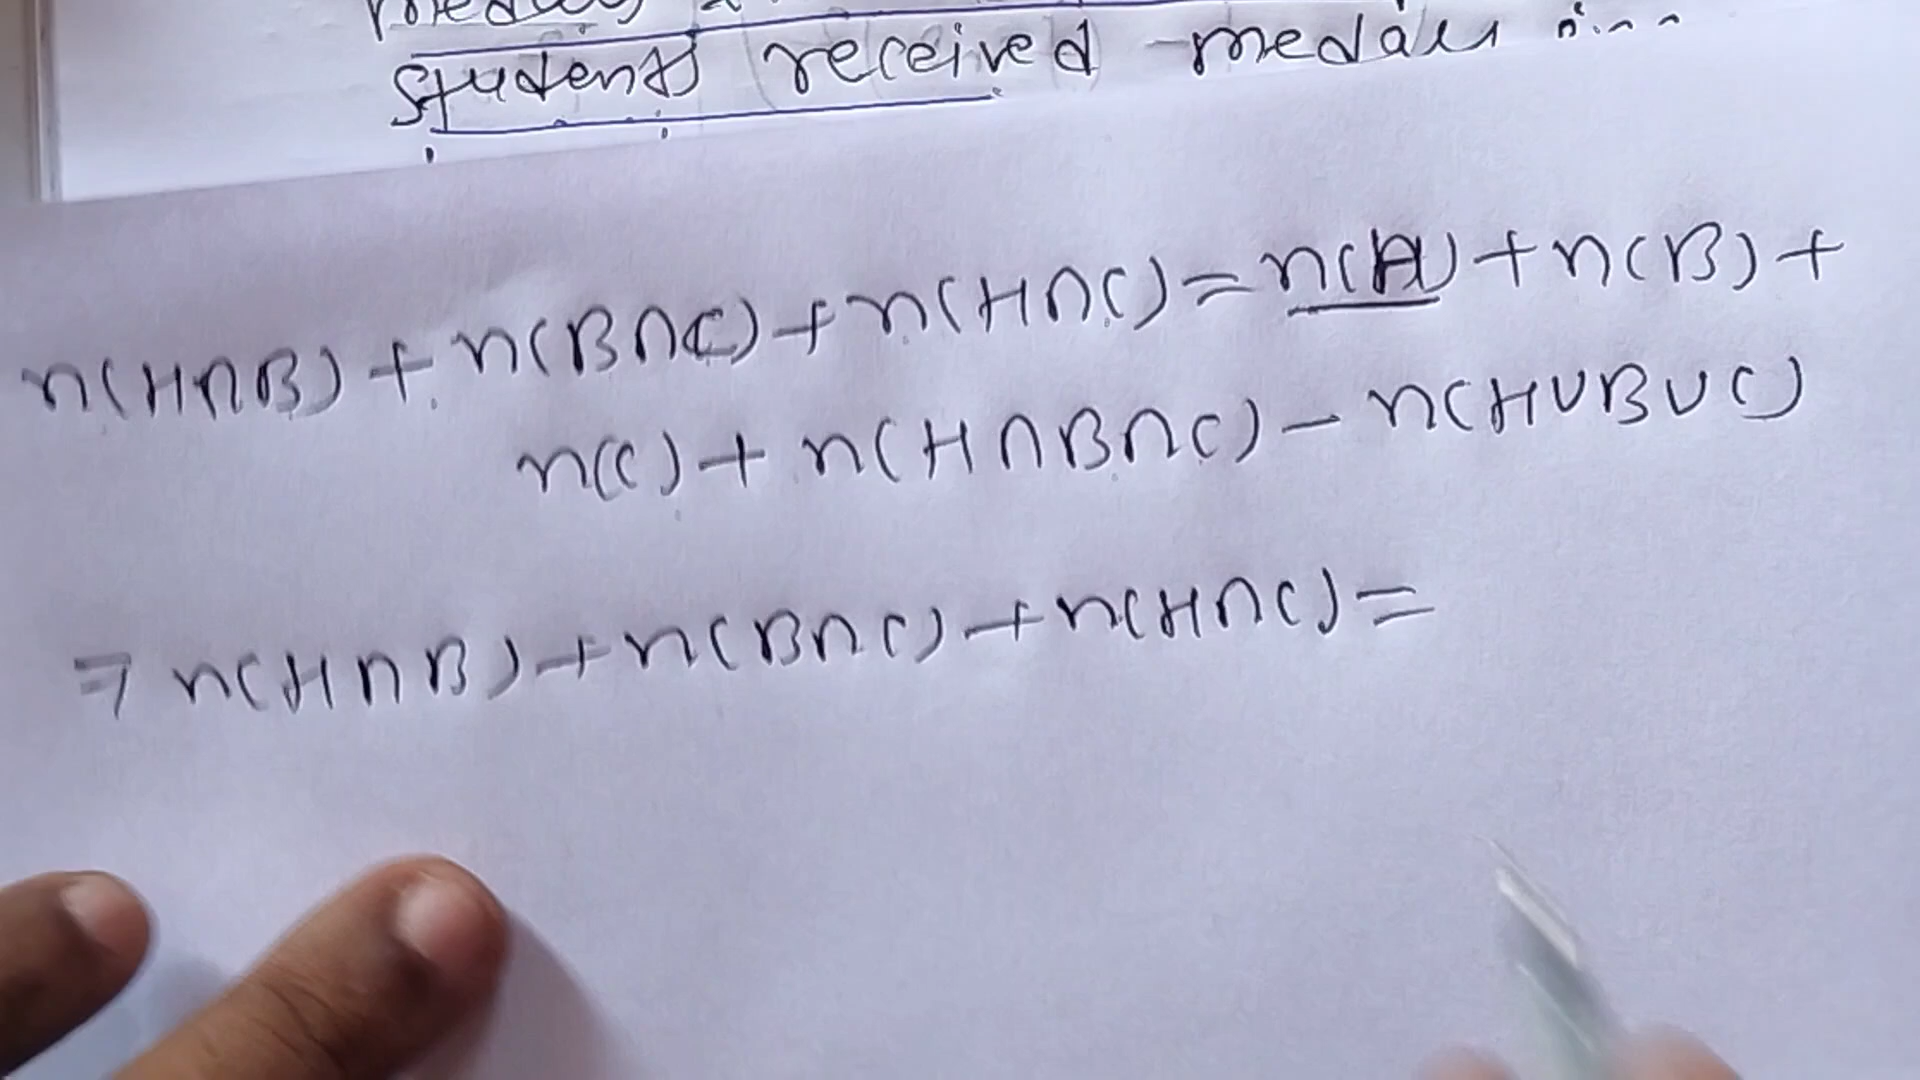 students received medals in
n(H∩B) + n(B∩C) + n(H∩C) = n(H) + n(B) +
n(C) + n(H∩B∩C) - n(H∪B∪C)
⇒ n(H∩B) + n(B∩C) + n(H∩C) =